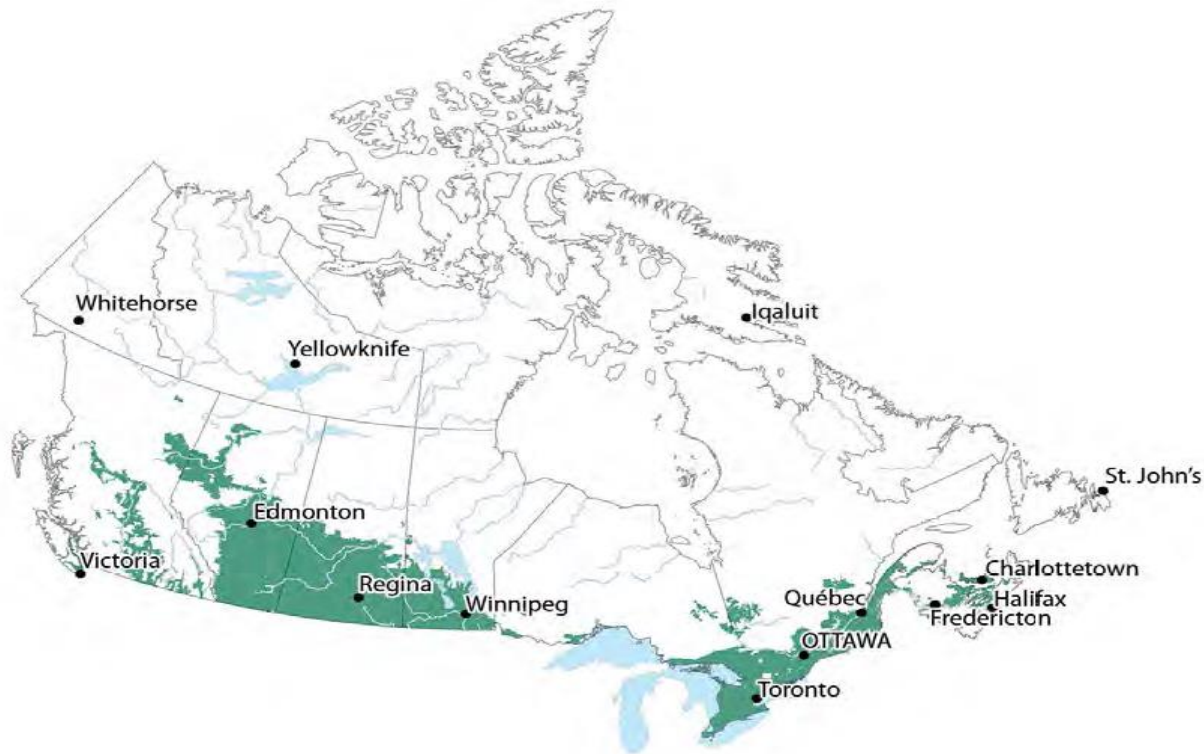 Whitehorse
Iqaluit
Yellowknife
St. John's
Edmonton
Victoria
Charlottetown
Regina
Québec
Halifax
Winnipeg
Fredericton
OTTAWA
Toronto